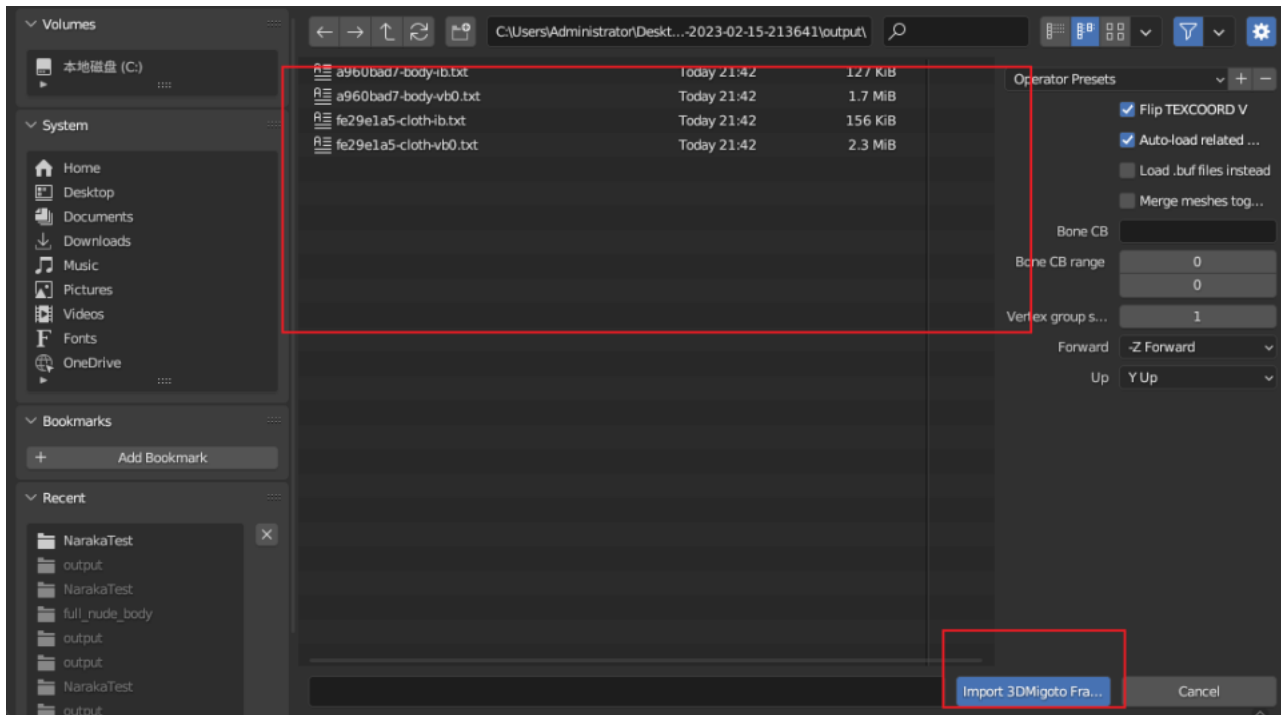 Volumes
本地磁盘 (C:)
System
Home
Desktop
Documents
Downloads
Music
Pictures
Videos
Fonts
OneDrive
Bookmarks
+ Add Bookmark
Recent
NarakaTest
output
NarakaTest
full_nude_body
output
output
NarakaTest
output
C:\Users\Administrator\Deskt...-2023-02-15-213641\output\
a960bad7-body-ib.txt Today 21:42 127 KiB
a960bad7-body-vb0.txt Today 21:42 1.7 MiB
fe29e1a5-cloth-ib.txt Today 21:42 156 KiB
fe29e1a5-cloth-vb0.txt Today 21:42 2.3 MiB
Operator Presets
Flip TEXCOORD V
Auto-load related ...
Load .buf files instead
Merge meshes tog...
Bone CB
Bone CB range 0
0
Vertex group s... 1
Forward -Z Forward
Up Y Up
Import 3DMigoto Fra... Cancel